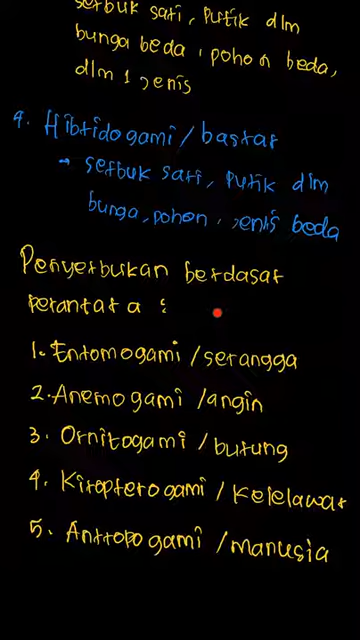 serbuk sari, putik dlm
bunga beda, pohon beda,
dlm 1 jenis
4. Hibridogami/bastar
→ serbuk sari, putik dlm
bunga, pohon, jenis beda
Penyerbukan berdasar
perantara :
1. Entomogami/serangga
2. Anemogami/angin
3. Ornitogami/burung
4. Kiropterogami/kelelawar
5. Antropogami/manusia